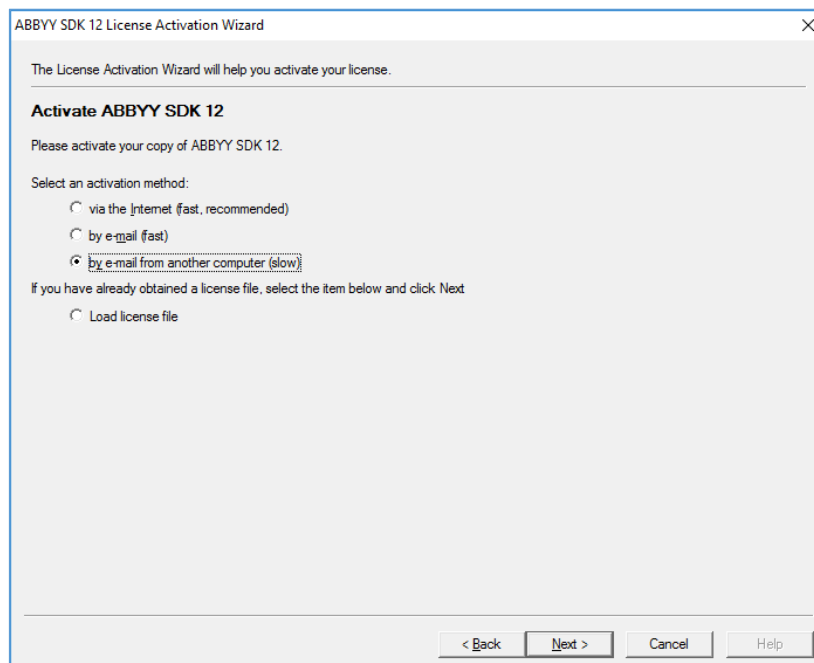 ABBYY SDK 12 License Activation Wizard
The License Activation Wizard will help you activate your license.
Activate ABBYY SDK 12
Please activate your copy of ABBYY SDK 12.
Select an activation method:
via the Internet (fast, recommended)
by e-mail (fast)
by e-mail from another computer (slow)
If you have already obtained a license file, select the item below and click Next
Load license file
< Back Next > Cancel Help